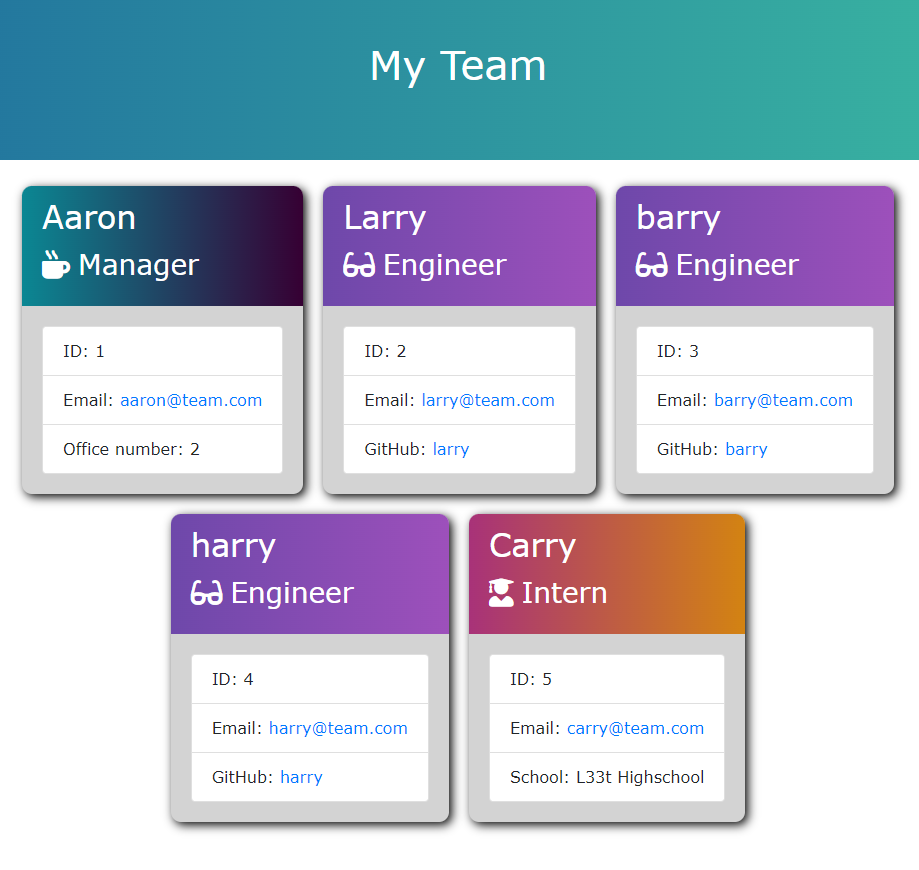 My Team
Aaron
Manager
ID: 1
Email: aaron@team.com
Office number: 2
Larry
Engineer
ID: 2
Email: larry@team.com
GitHub: larry
barry
Engineer
ID: 3
Email: barry@team.com
GitHub: barry
harry
Engineer
ID: 4
Email: harry@team.com
GitHub: harry
Carry
Intern
ID: 5
Email: carry@team.com
School: L33t Highschool